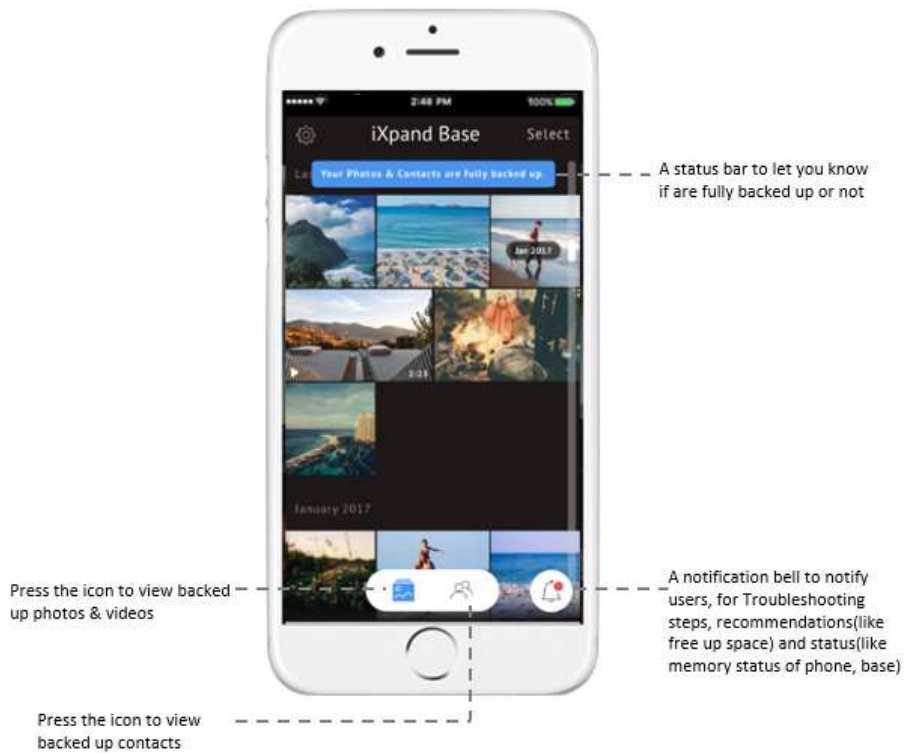 2:48 PM
100%
iXpand Base
Select
Your Photos & Contacts are fully backed up.
A status bar to let you know
if are fully backed up or not
Jan 2017
2:23
January 2017
Press the icon to view backed
up photos & videos
A notification bell to notify
users, for Troubleshooting
steps, recommendations(like
free up space) and status(like
memory status of phone, base)
Press the icon to view
backed up contacts